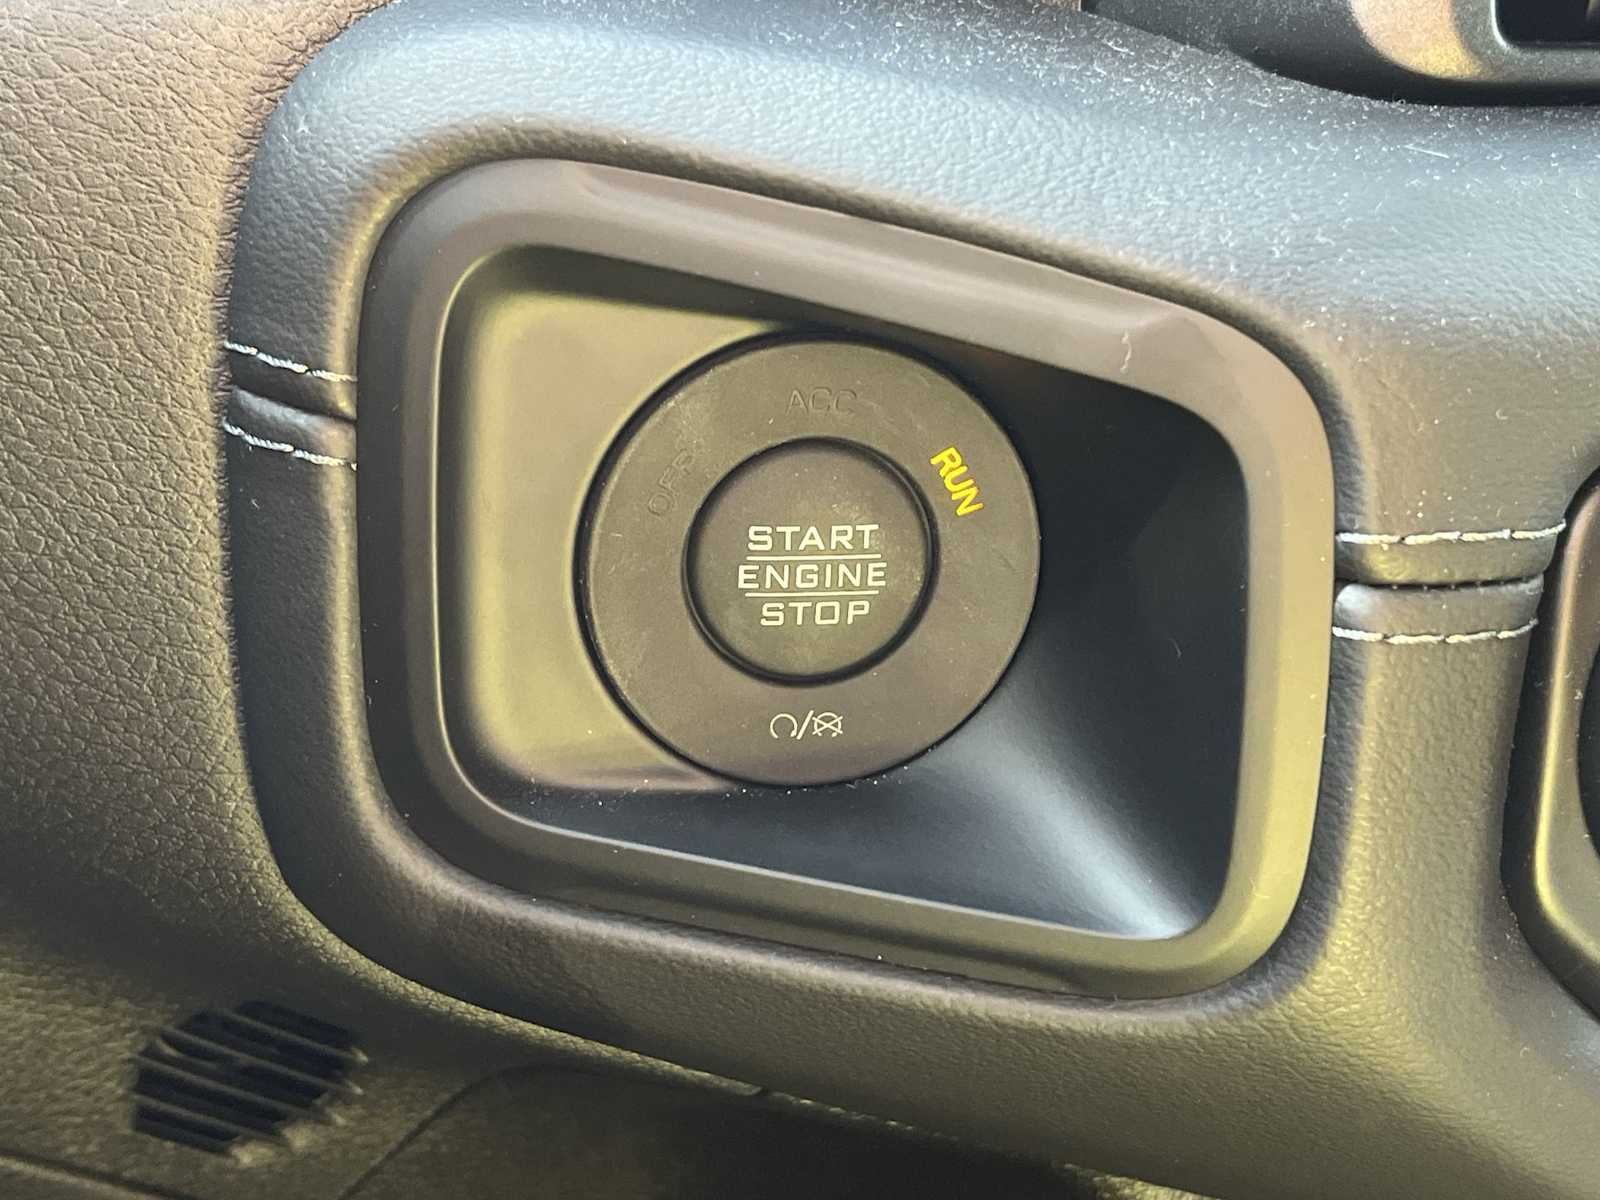 ACC
OFF
RUN
START
ENGINE
STOP